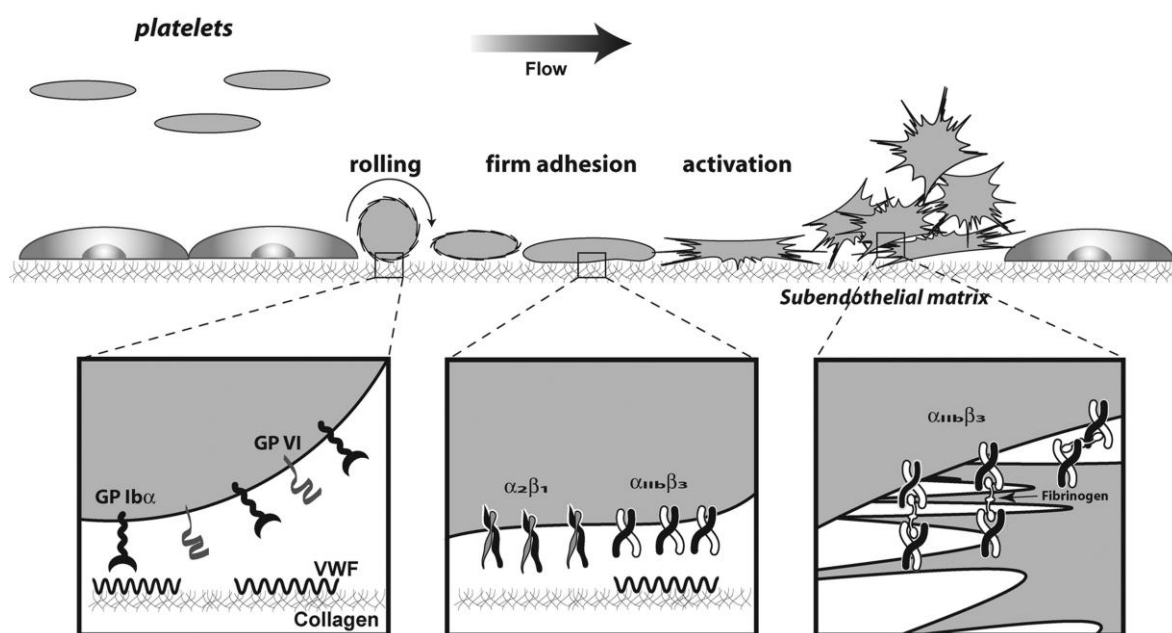 platelets
Flow
rolling
firm adhesion
activation
Subendothelial matrix
GP VI
GP Ibα
VWF
Collagen
α₂β₁
αIIbβ₃
αIIbβ₃
Fibrinogen